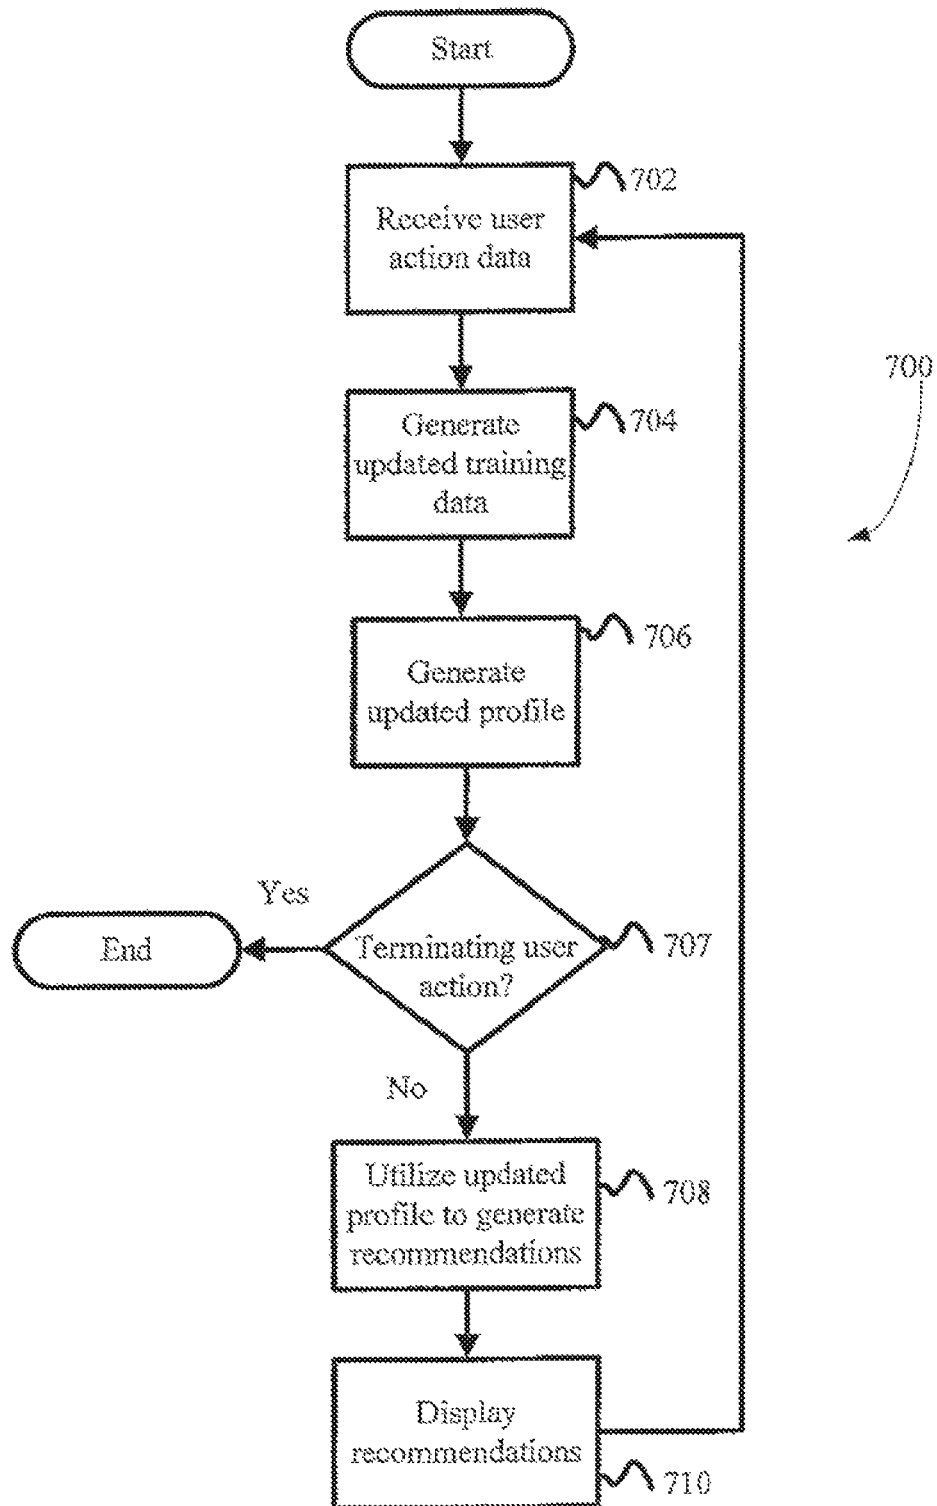 Start
702
Receive user
action data
700
704
Generate
updated training
data
706
Generate
updated profile
Yes
End
Terminating user
action?
707
No
Utilize updated
profile to generate
recommendations
708
Display
recommendations
710